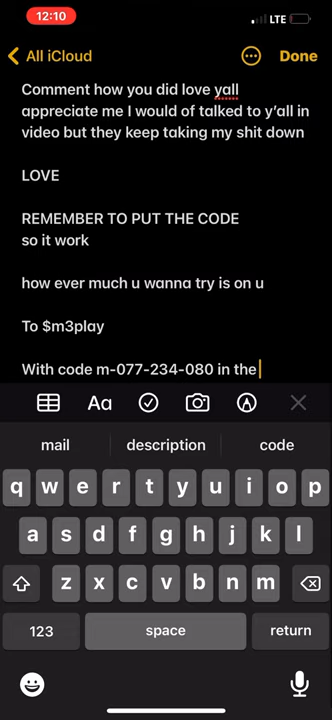 12:10
LTE
All iCloud
Done
Comment how you did love yall
appreciate me I would of talked to y'all in
video but they keep taking my shit down
LOVE
REMEMBER TO PUT THE CODE
so it work
how ever much u wanna try is on u
To $m3play
With code m-077-234-080 in the
Aa
mail
description
code
q w e r t y u i o p
a s d f g h j k l
z x c v b n m
123
space
return